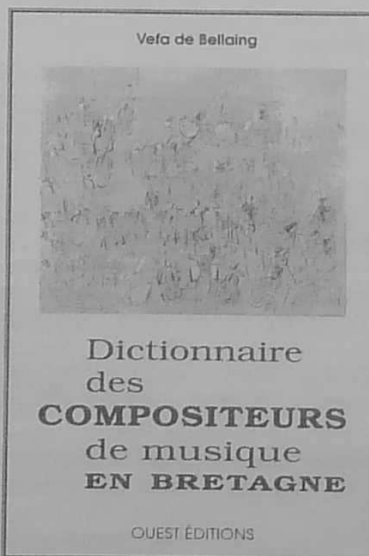 Vefa de Bellaing
Dictionnaire
des
COMPOSITEURS
de musique
EN BRETAGNE
OUEST ÉDITIONS